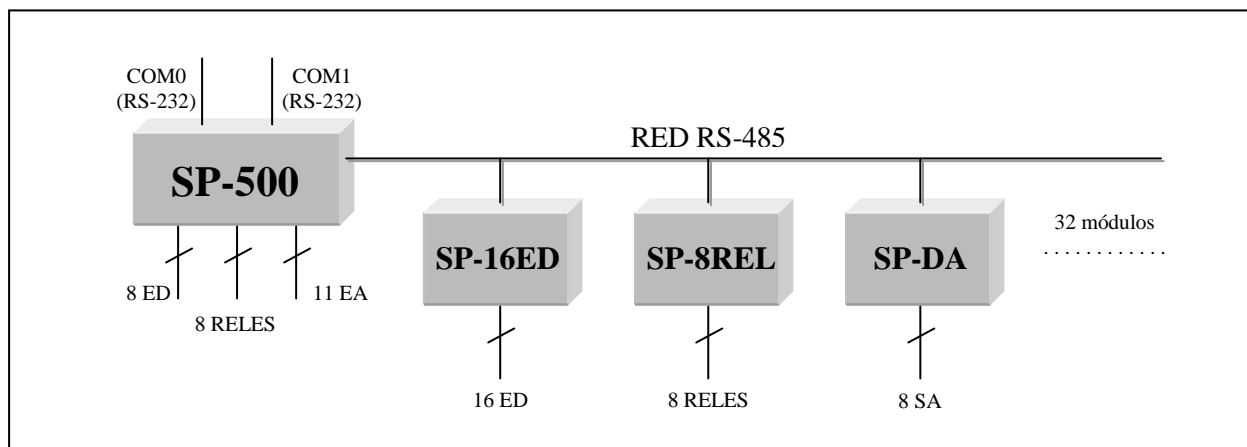 COM0
(RS-232)
COM1
(RS-232)
RED RS-485
SP-500
SP-16ED
SP-8REL
SP-DA
32 módulos
. . . . . . . . . . . .
8 ED
8 RELES
11 EA
16 ED
8 RELES
8 SA